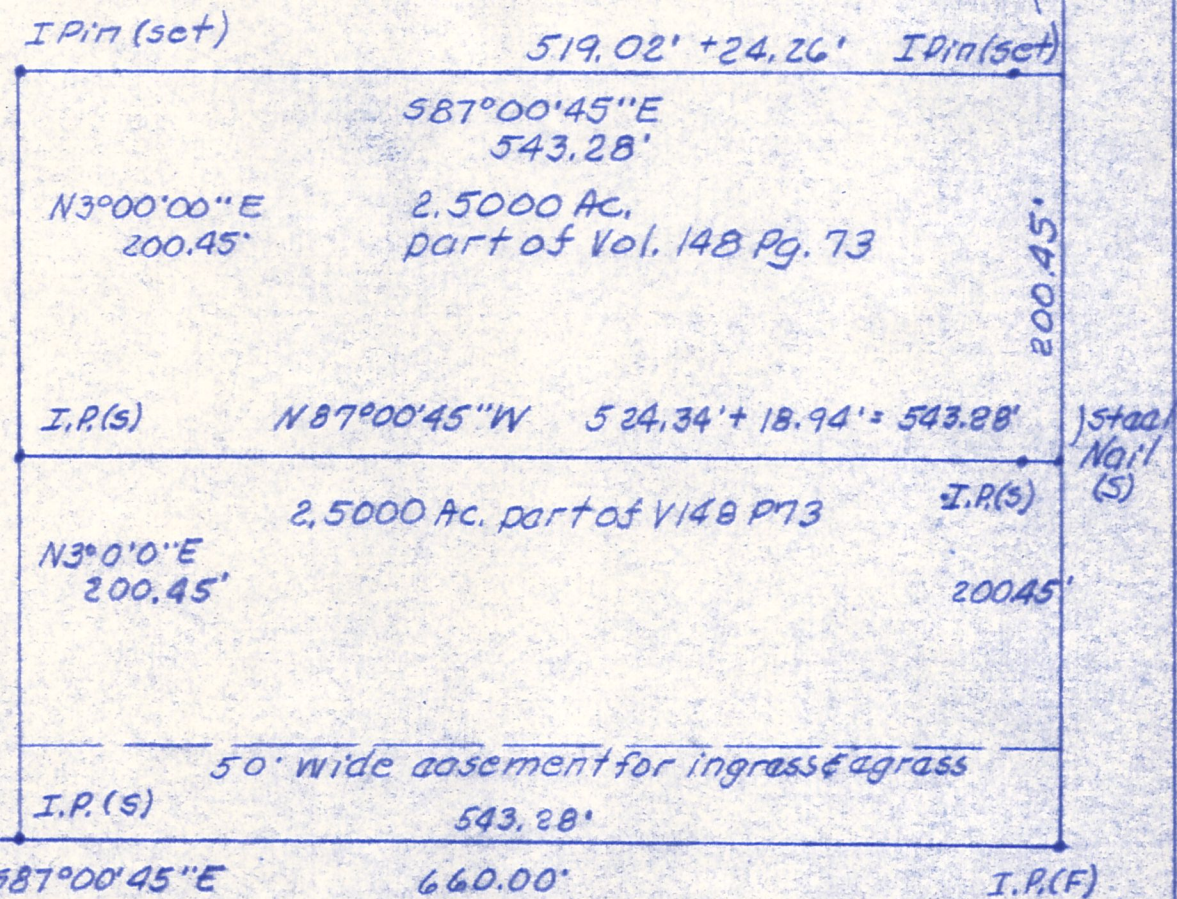 I Pin (set)
519.02' +24.26' I Pin (set)
S87°00'45"E
543.28'
N3°00'00"E
200.45'
2.5000 Ac.
part of Vol. 148 Pg. 73
200.45'
I.P.(S)
N87°00'45"W 524.34'+ 18.94'= 543.28'
Steel
Nail
(S)
I.P.(S)
2.5000 Ac. part of V148 P73
N3°0'0"E
200.45'
200.45'
50' wide easement for ingress & egress
I.P. (S)
543.28'
S87°00'45"E 660.00'
I.P.(F)